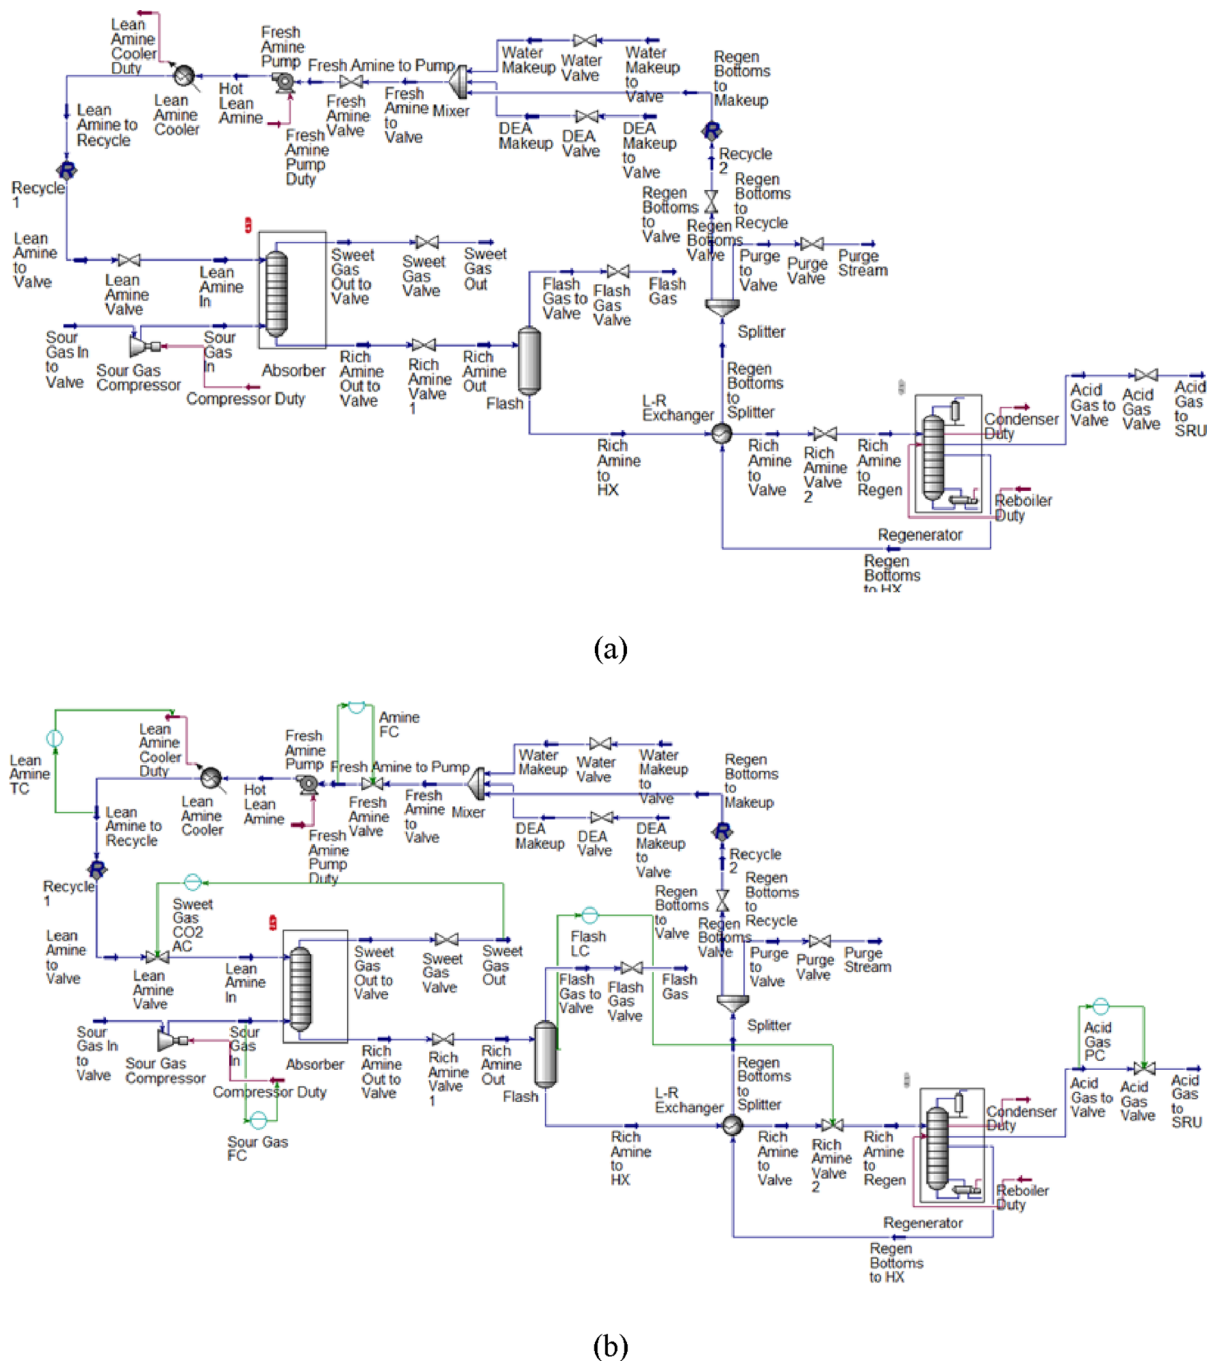 Lean
Amine
Cooler
Duty
Fresh
Amine
Pump
Fresh Amine to Pump
Water
Makeup
Water
Valve
Water
Makeup
to
Valve
Regen
Bottoms
to
Makeup
Lean
Amine to
Recycle
Lean
Amine
Cooler
Hot
Lean
Amine
Fresh
Amine
Pump
Duty
Fresh
Amine
Valve
Fresh
Amine
to
Valve
Mixer
DEA
Makeup
DEA
Valve
DEA
Makeup
to
Valve
R
Recycle
2
R
Recycle
1
Regen
Bottoms
to
Valve
Regen
Bottoms
to
Recycle
Regen
Bottoms
Valve
Purge
to
Valve
Purge
Valve
Purge
Stream
Lean
Amine
to
Valve
Lean
Amine
Valve
Lean
Amine
In
Sweet
Gas
Out to
Valve
Sweet
Gas
Valve
Sweet
Gas
Out
Flash
Gas to
Valve
Flash
Gas
Valve
Flash
Gas
Splitter
Sour
Gas In
to
Valve
Sour Gas
Compressor
Sour
Gas
In
Compressor Duty
Absorber
Rich
Amine
Out to
Valve
Rich
Amine
Valve
1
Rich
Amine
Out
Flash
Regen
Bottoms
to
Splitter
L-R
Exchanger
Rich
Amine
to
HX
Rich
Amine
to
Valve
Rich
Amine
Valve
2
Rich
Amine
to
Regen
Condenser
Duty
Acid
Gas to
Valve
Acid
Gas
Valve
Acid
Gas
to
SRU
Reboiler
Duty
Regenerator
Regen
Bottoms
to HX
(a)
Lean
Amine
TC
Lean
Amine
Cooler
Duty
Fresh
Amine
Pump
Amine
FC
Fresh Amine to Pump
Water
Makeup
Water
Valve
Water
Makeup
to
Valve
Regen
Bottoms
to
Makeup
Lean
Amine to
Recycle
Lean
Amine
Cooler
Hot
Lean
Amine
Fresh
Amine
Pump
Duty
Fresh
Amine
Valve
Fresh
Amine
to
Valve
Mixer
DEA
Makeup
DEA
Valve
DEA
Makeup
to
Valve
R
Recycle
2
R
Recycle
1
Sweet
Gas
CO2
AC
Regen
Bottoms
to
Valve
Regen
Bottoms
to
Recycle
Regen
Bottoms
Valve
Purge
to
Valve
Purge
Valve
Purge
Stream
Lean
Amine
to
Valve
Lean
Amine
Valve
Lean
Amine
In
Sweet
Gas
Out to
Valve
Sweet
Gas
Valve
Sweet
Gas
Out
Flash
LC
Flash
Gas to
Valve
Flash
Gas
Valve
Flash
Gas
Splitter
Sour
Gas In
to
Valve
Sour Gas
Compressor
Sour
Gas
In
Compressor Duty
Sour Gas
FC
Absorber
Rich
Amine
Out to
Valve
Rich
Amine
Valve
1
Rich
Amine
Out
Flash
Regen
Bottoms
to
Splitter
L-R
Exchanger
Rich
Amine
to
HX
Rich
Amine
to
Valve
Rich
Amine
Valve
2
Rich
Amine
to
Regen
Condenser
Duty
Acid
Gas
PC
Acid
Gas to
Valve
Acid
Gas
Valve
Acid
Gas
to
SRU
Reboiler
Duty
Regenerator
Regen
Bottoms
to HX
(b)